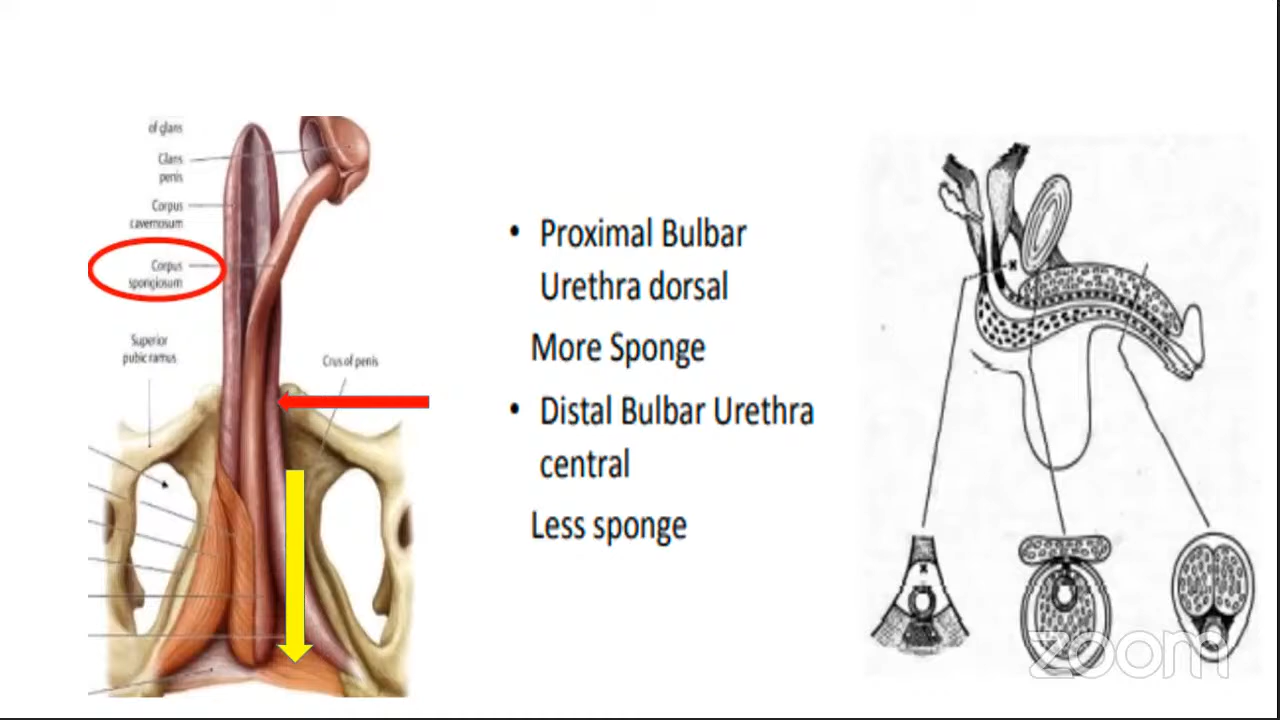 of glans
Glans
penis
Corpus
cavernosum
Corpus
spongiosum
Superior
pubic ramus
Crus of penis
• Proximal Bulbar
Urethra dorsal
More Sponge
• Distal Bulbar Urethra
central
Less sponge
x
x
zoom